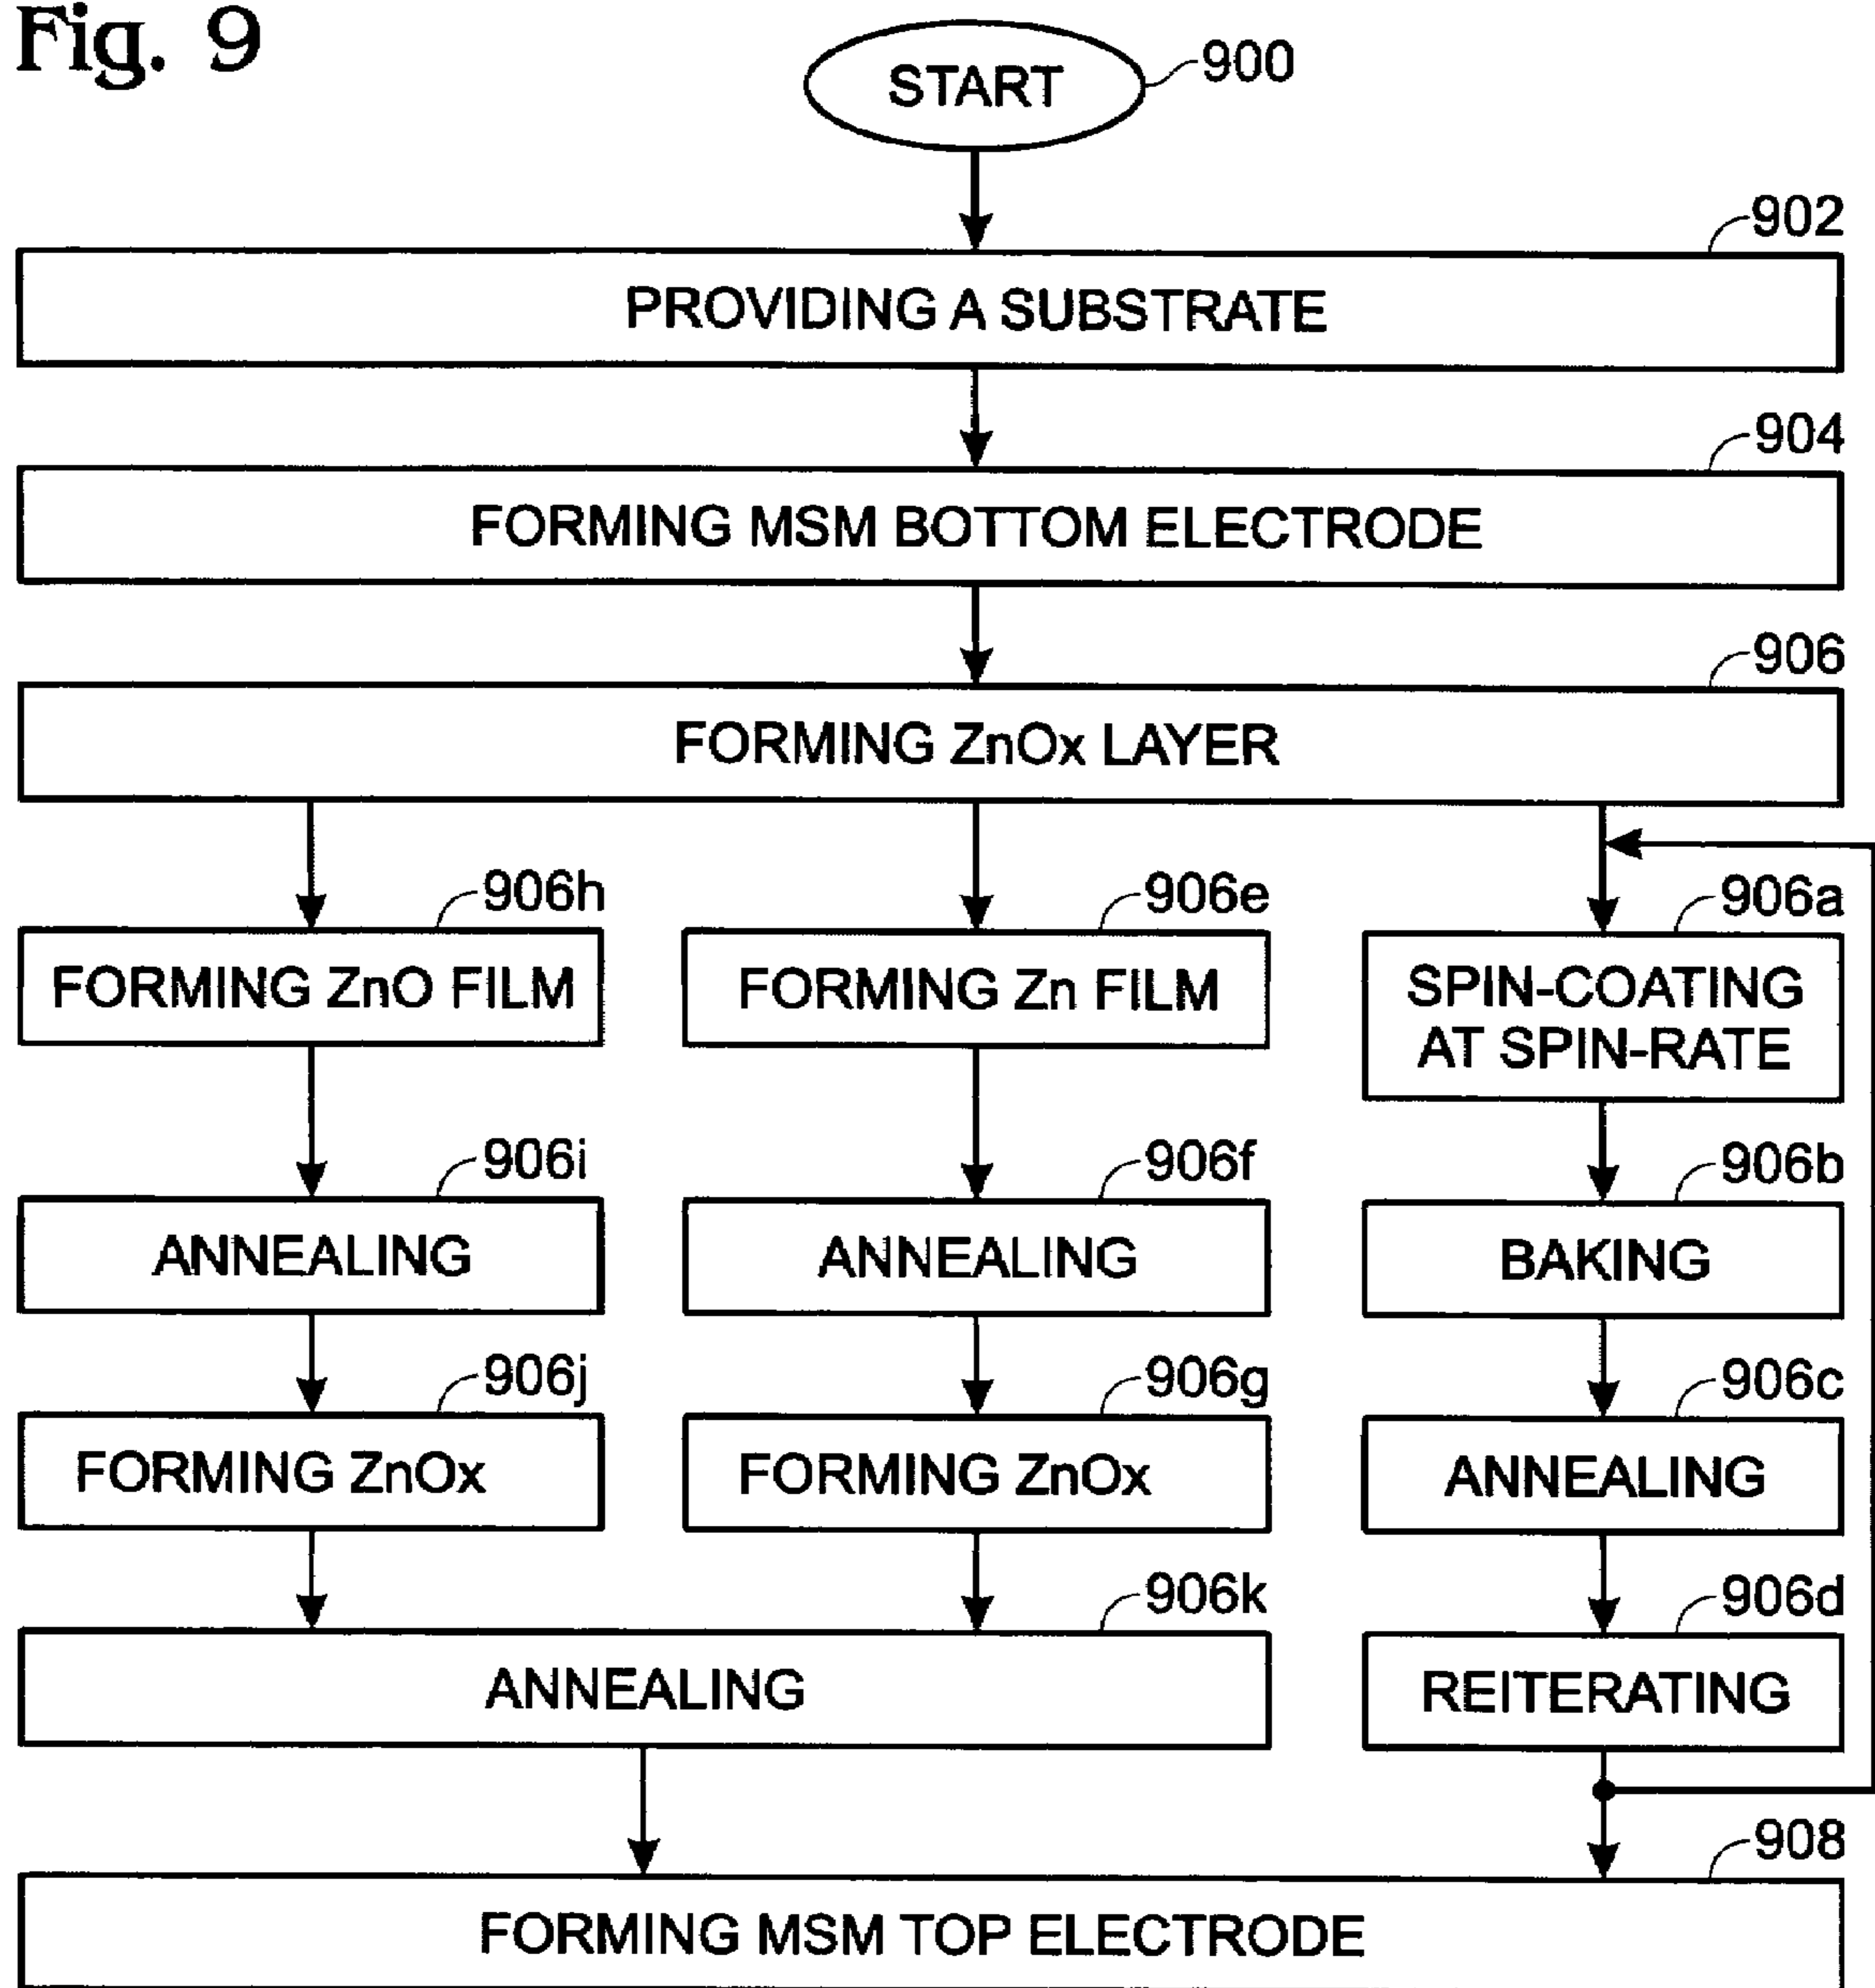 Fig. 9
START
900
902
PROVIDING A SUBSTRATE
904
FORMING MSM BOTTOM ELECTRODE
906
FORMING ZnOx LAYER
906h
FORMING ZnO FILM
906i
ANNEALING
906j
FORMING ZnOx
906e
FORMING Zn FILM
906f
ANNEALING
906g
FORMING ZnOx
906k
ANNEALING
906a
SPIN-COATING
AT SPIN-RATE
906b
BAKING
906c
ANNEALING
906d
REITERATING
908
FORMING MSM TOP ELECTRODE